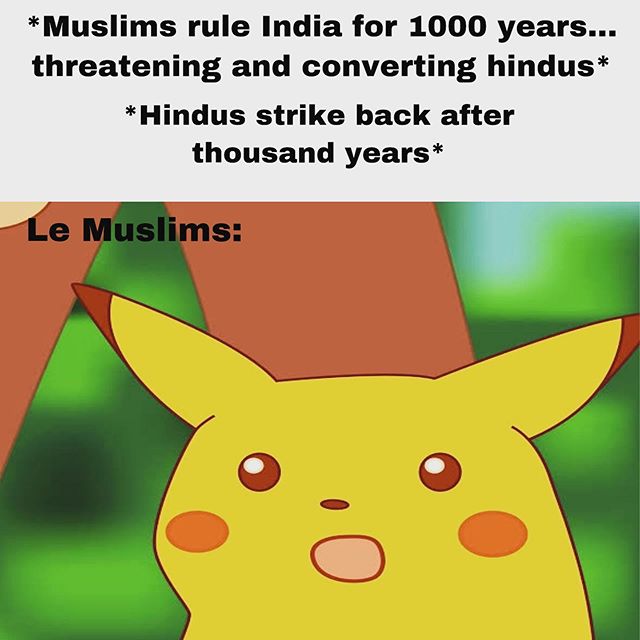 *Muslims rule India for 1000 years...
threatening and converting hindus*
*Hindus strike back after
thousand years*
Le Muslims: